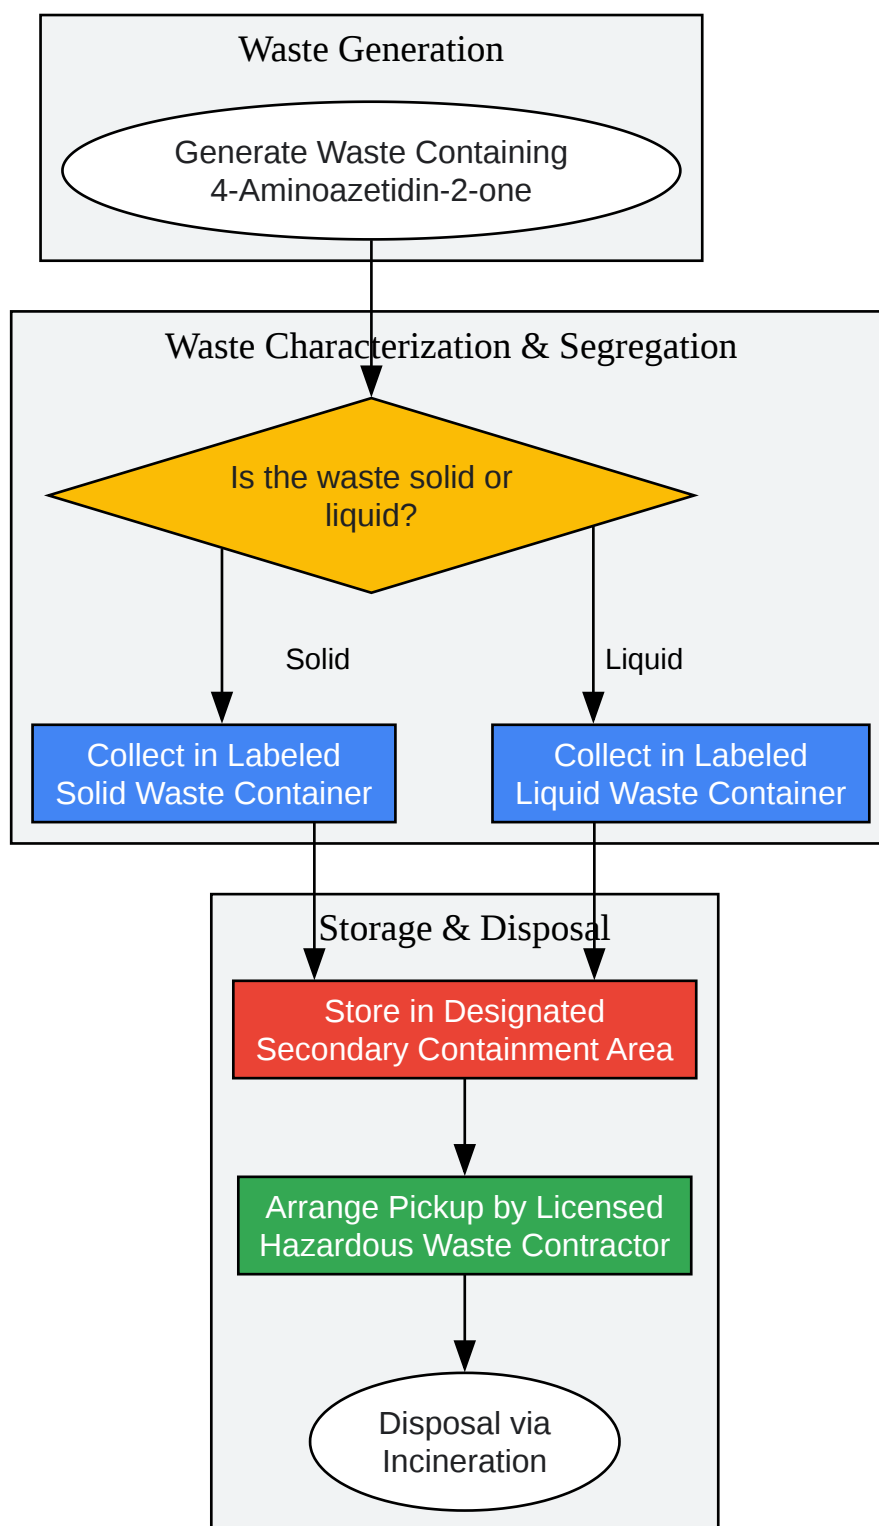 Waste Generation
Generate Waste Containing
4-Aminoazetidin-2-one
Waste Characterization & Segregation
Is the waste solid or
liquid?
Solid
Liquid
Collect in Labeled
Solid Waste Container
Collect in Labeled
Liquid Waste Container
Storage & Disposal
Store in Designated
Secondary Containment Area
Arrange Pickup by Licensed
Hazardous Waste Contractor
Disposal via
Incineration